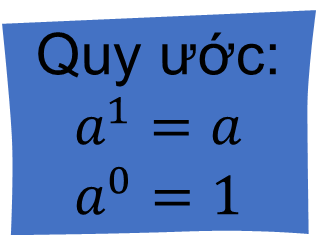 Quy ước:
a¹ = a
a⁰ = 1